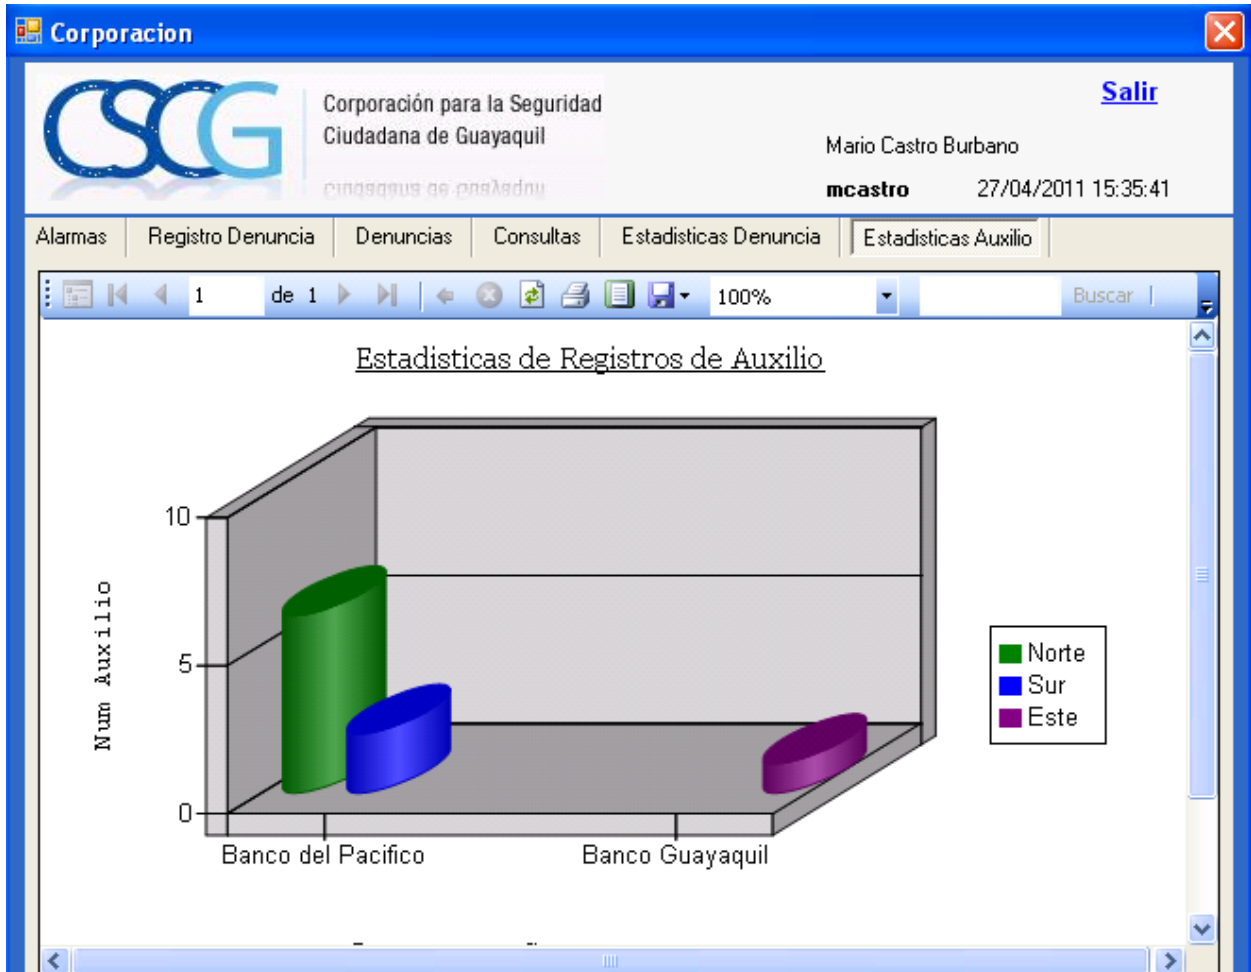 Corporacion
CSCG
Corporación para la Seguridad
Ciudadana de Guayaquil
Salir
Mario Castro Burbano
mcastro 27/04/2011 15:35:41
Alarmas Registro Denuncia Denuncias Consultas Estadisticas Denuncia Estadisticas Auxilio
1 de 1 100% Buscar
Estadisticas de Registros de Auxilio
10
5
0
Num Auxilio
Banco del Pacifico Banco Guayaquil
Norte
Sur
Este